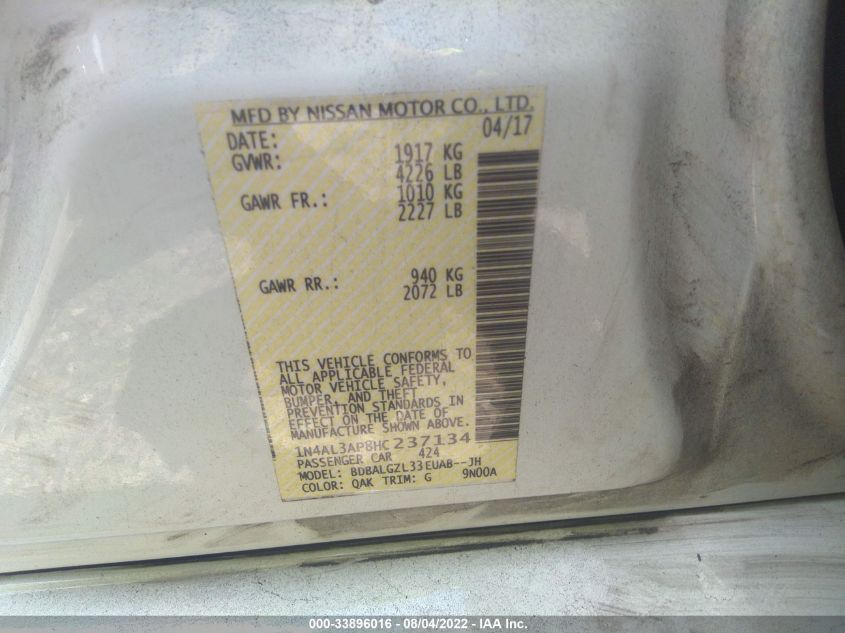 MFD BY NISSAN MOTOR CO., LTD.
DATE: 04/17
GVWR: 1917 KG
4226 LB
GAWR FR.: 1010 KG
2227 LB
GAWR RR.: 940 KG
2072 LB
THIS VEHICLE CONFORMS TO
ALL APPLICABLE FEDERAL
MOTOR VEHICLE SAFETY,
BUMPER, AND THEFT
PREVENTION STANDARDS IN
EFFECT ON THE DATE OF
MANUFACTURE SHOWN ABOVE.
1N4AL3AP8HC237134
PASSENGER CAR 424
MODEL: BDBALGZL33EUAB--JH
COLOR: QAK TRIM: G 9N00A
000-33896016 - 08/04/2022 - IAA Inc.